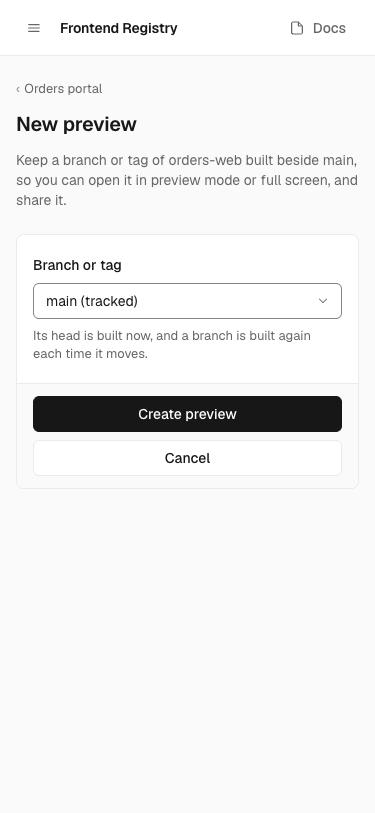 Frontend Registry
Docs
‹ Orders portal
New preview
Keep a branch or tag of orders-web built beside main,
so you can open it in preview mode or full screen, and
share it.
Branch or tag
main (tracked)
Its head is built now, and a branch is built again
each time it moves.
Create preview
Cancel